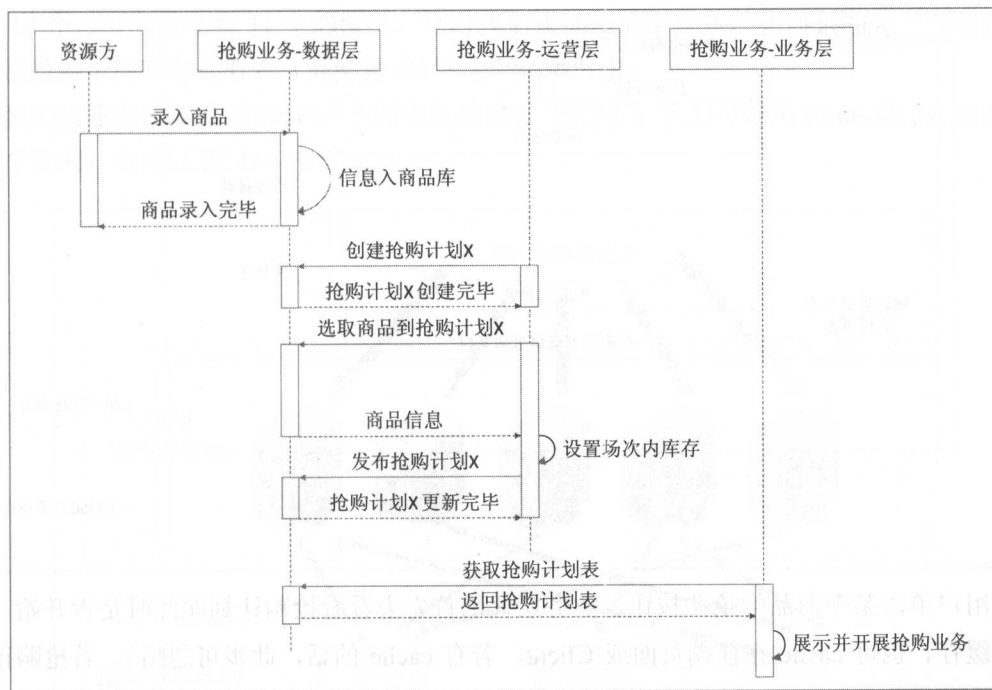 资源方
抢购业务-数据层
抢购业务-运营层
抢购业务-业务层
录入商品
信息入商品库
商品录入完毕
创建抢购计划X
抢购计划X创建完毕
选取商品到抢购计划X
商品信息
设置场次内库存
发布抢购计划X
抢购计划X更新完毕
获取抢购计划表
返回抢购计划表
展示并开展抢购业务